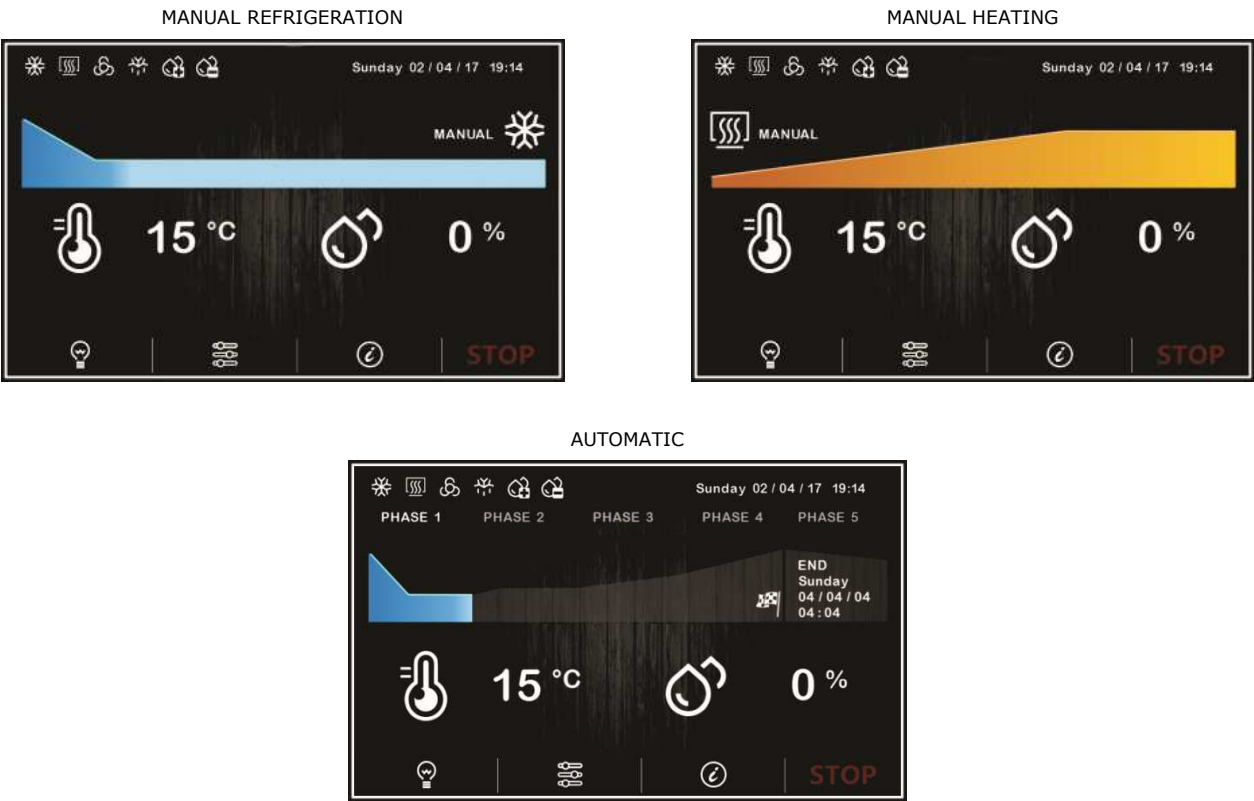 MANUAL REFRIGERATION
Sunday 02 / 04 / 17 19:14
MANUAL
15 °C 0 %
STOP
MANUAL HEATING
Sunday 02 / 04 / 17 19:14
MANUAL
15 °C 0 %
STOP
AUTOMATIC
Sunday 02 / 04 / 17 19:14
PHASE 1 PHASE 2 PHASE 3 PHASE 4 PHASE 5
END
Sunday
04 / 04 / 04
04 : 04
15 °C 0 %
STOP